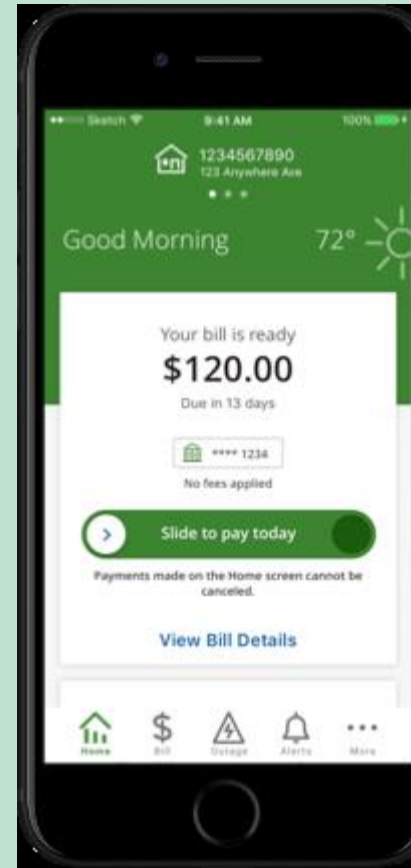 Sketch 9:41 AM 100%
1234567890
123 Anywhere Ave
Good Morning 72°
Your bill is ready
$120.00
Due in 13 days
**** 1234
No fees applied
Slide to pay today
Payments made on the Home screen cannot be
canceled.
View Bill Details
Home Bill Outage Alerts More